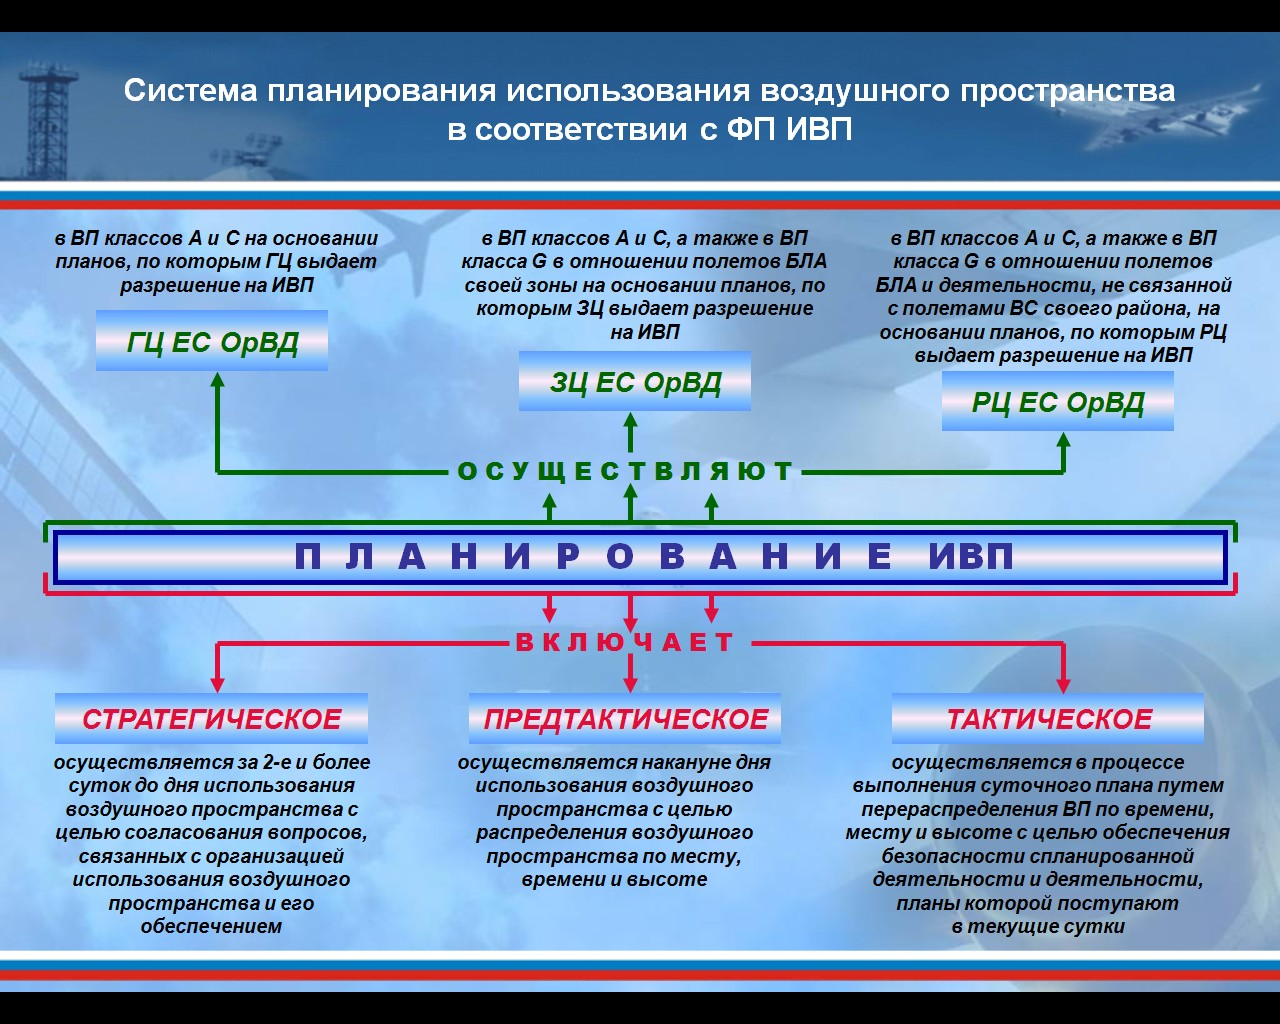 Система планирования использования воздушного пространства
в соответствии с ФП ИВП
в ВП классов А и С на основании
планов, по которым ГЦ выдает
разрешение на ИВП
ГЦ ЕС ОрВД
в ВП классов А и С, а также в ВП
класса G в отношении полетов БЛА
своей зоны на основании планов, по
которым ЗЦ выдает разрешение
на ИВП
ЗЦ ЕС ОрВД
в ВП классов А и С, а также в ВП
класса G в отношении полетов
БЛА и деятельности, не связанной
с полетами ВС своего района, на
основании планов, по которым РЦ
выдает разрешение на ИВП
РЦ ЕС ОрВД
ОСУЩЕСТВЛЯЮТ
ПЛАНИРОВАНИЕ ИВП
ВКЛЮЧАЕТ
СТРАТЕГИЧЕСКОЕ
осуществляется за 2-е и более
суток до дня использования
воздушного пространства с
целью согласования вопросов,
связанных с организацией
использования воздушного
пространства и его
обеспечением
ПРЕДТАКТИЧЕСКОЕ
осуществляется накануне дня
использования воздушного
пространства с целью
распределения воздушного
пространства по месту,
времени и высоте
ТАКТИЧЕСКОЕ
осуществляется в процессе
выполнения суточного плана путем
перераспределения ВП по времени,
месту и высоте с целью обеспечения
безопасности спланированной
деятельности и деятельности,
планы которой поступают
в текущие сутки